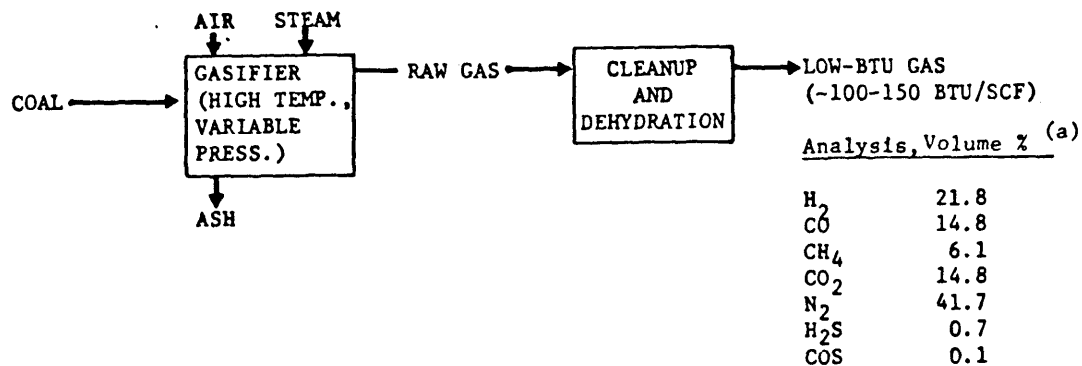 AIR STEAM
COAL
GASIFIER
(HIGH TEMP.,
VARIABLE
PRESS.)
ASH
RAW GAS
CLEANUP
AND
DEHYDRATION
LOW-BTU GAS
(~100-150 BTU/SCF)
Analysis, Volume % (a)
H2 21.8
CO 14.8
CH4 6.1
CO2 14.8
N2 41.7
H2S 0.7
COS 0.1